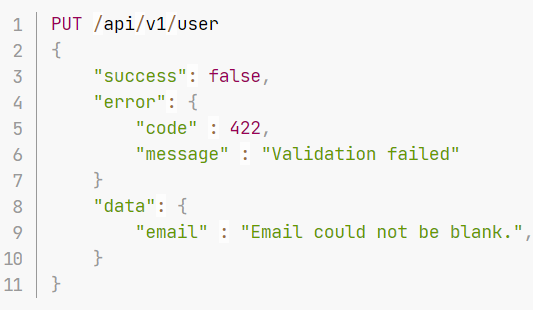 1 PUT /api/v1/user
2 {
3     "success": false,
4     "error": {
5         "code" : 422,
6         "message" : "Validation failed"
7     }
8     "data": {
9         "email" : "Email could not be blank.",
10     }
11 }